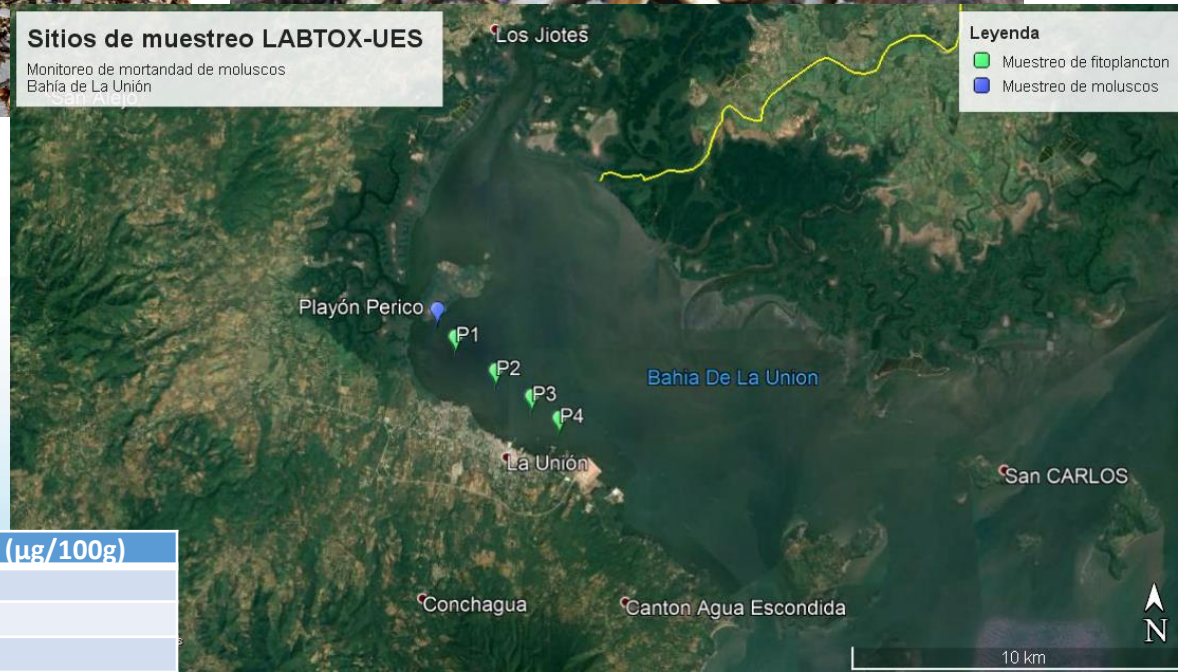 Sitios de muestreo LABTOX-UES
Monitoreo de mortandad de moluscos
Bahía de La Unión
San Alejo
Los Jiotes
Leyenda
Muestreo de fitoplancton
Muestreo de moluscos
Playón Perico
P1
P2
P3
P4
Bahia De La Union
La Unión
San CARLOS
(µg/100g)
Conchagua
Canton Agua Escondida
N
10 km